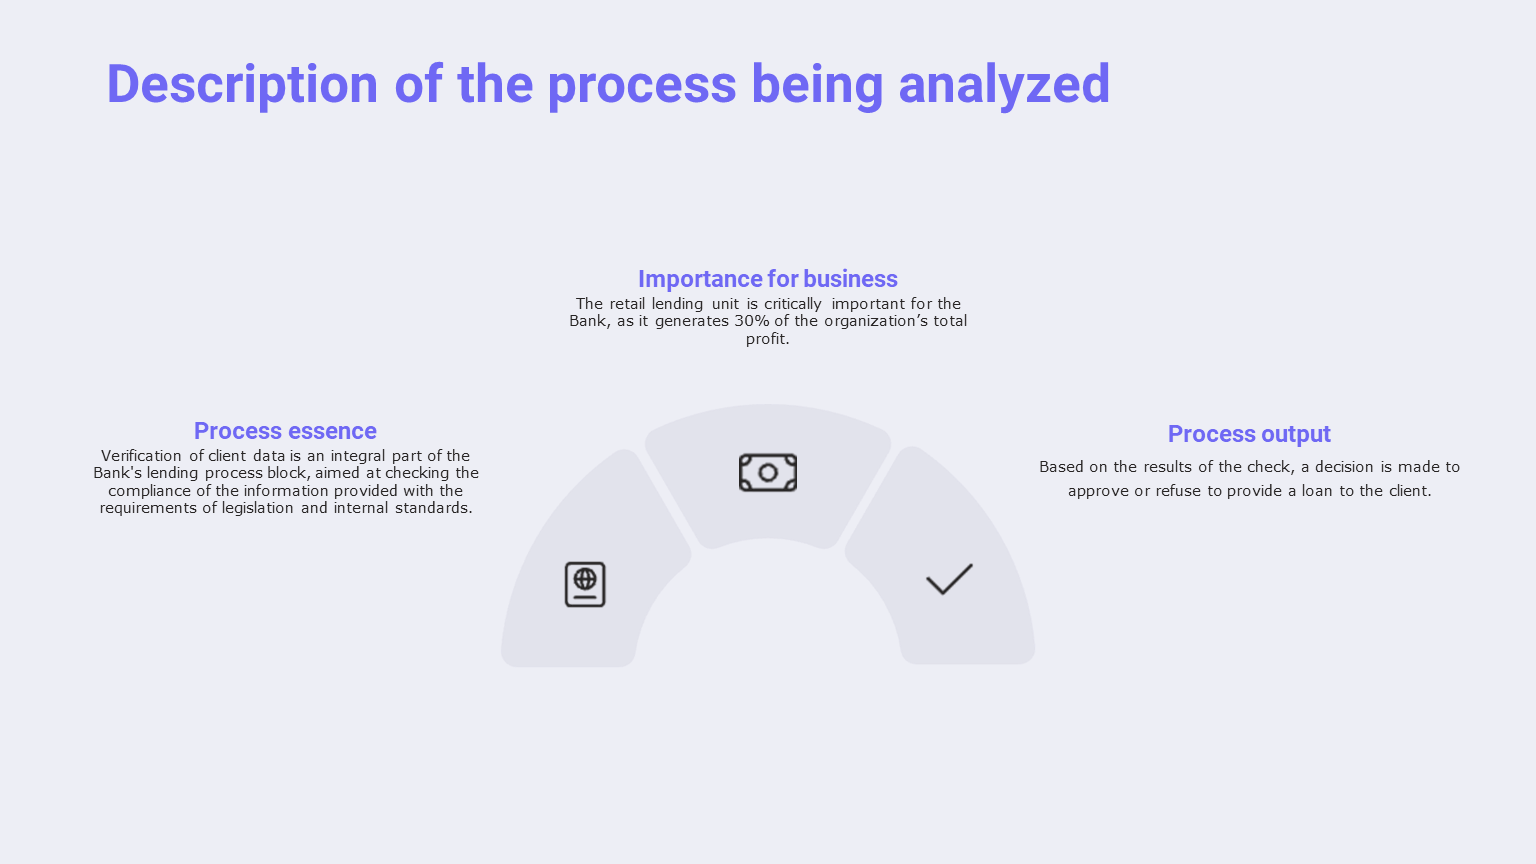 Description of the process being analyzed
Importance for business
The retail lending unit is critically important for the
Bank, as it generates 30% of the organization’s total
profit.
Process essence
Verification of client data is an integral part of the
Bank's lending process block, aimed at checking the
compliance of the information provided with the
requirements of legislation and internal standards.
Process output
Based on the results of the check, a decision is made to
approve or refuse to provide a loan to the client.